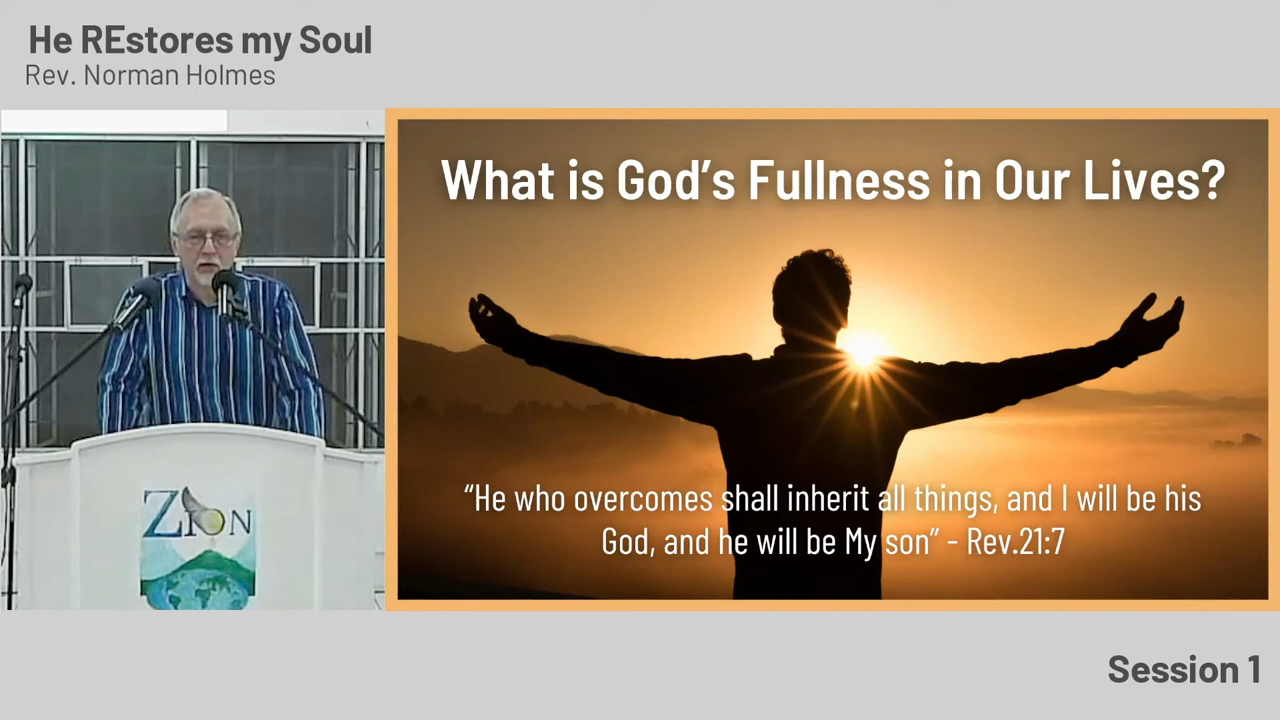 He REstores my Soul
Rev. Norman Holmes
What is God’s Fullness in Our Lives?
“He who overcomes shall inherit all things, and I will be his
God, and he will be My son” - Rev.21:7
ZION
Session 1